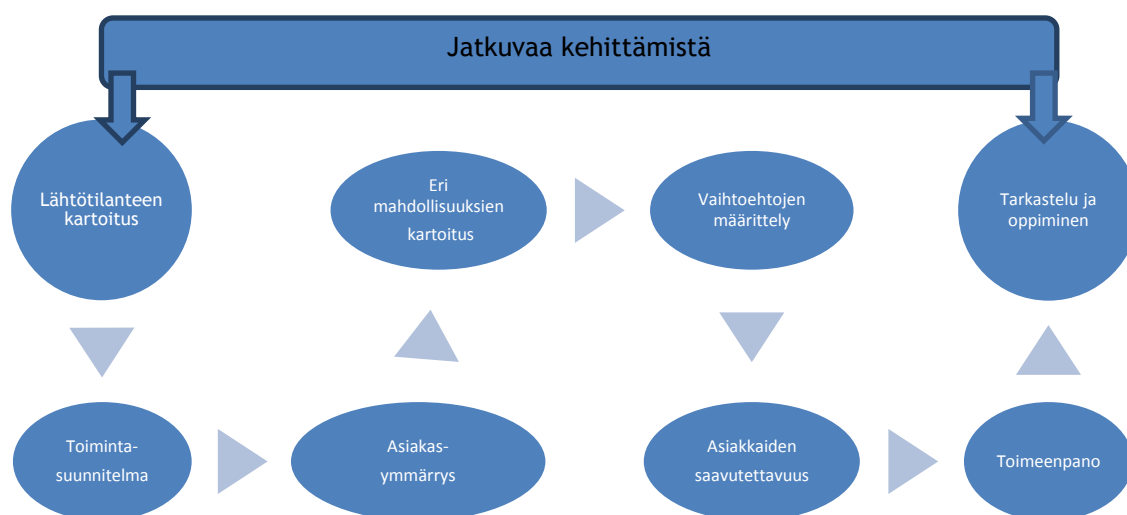 Jatkuvaa kehittämistä
Lähtötilanteen
kartoitus
Toiminta-
suunnitelma
Asiakas-
ymmärrys
Eri
mahdollisuuksien
kartoitus
Vaihtoehtojen
määrittely
Asiakkaiden
saavutettavuus
Toimeenpano
Tarkastelu ja
oppiminen